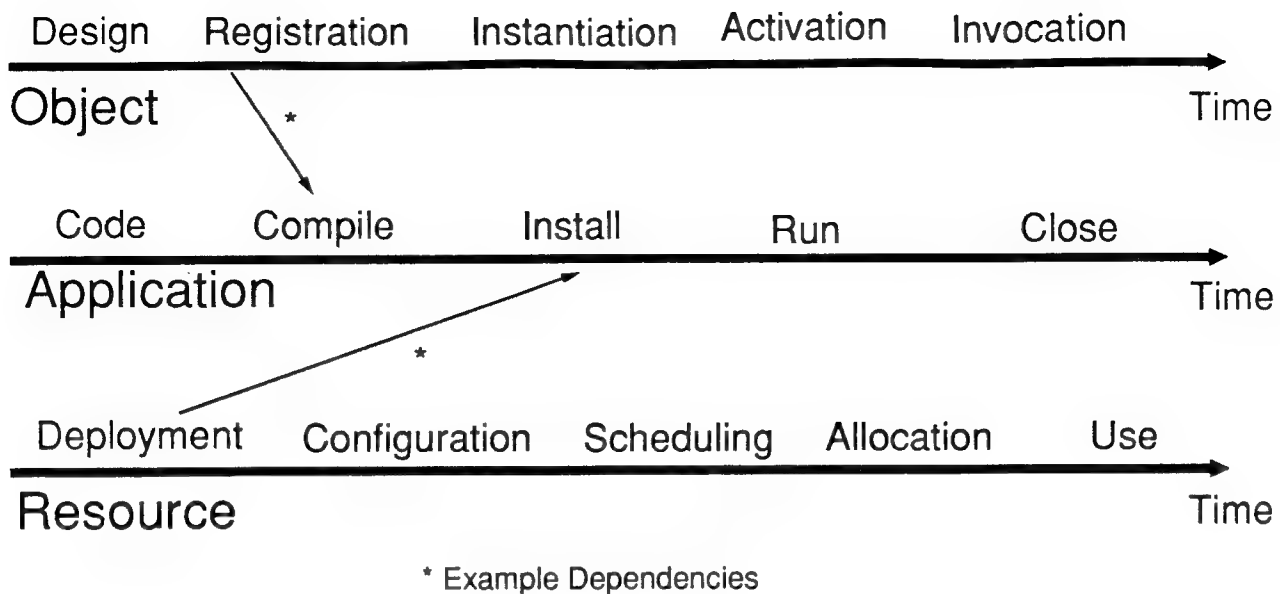 Design Registration Instantiation Activation Invocation
Object Time
*
Code Compile Install Run Close
Application Time
*
Deployment Configuration Scheduling Allocation Use
Resource Time
* Example Dependencies